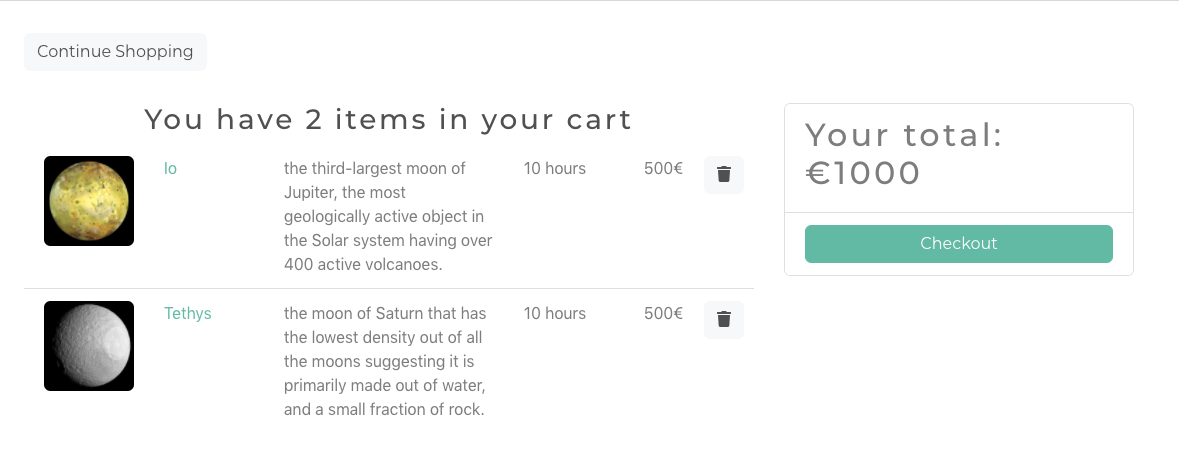 Continue Shopping
You have 2 items in your cart
Io
the third-largest moon of
Jupiter, the most
geologically active object in
the Solar system having over
400 active volcanoes.
10 hours
500€
Tethys
the moon of Saturn that has
the lowest density out of all
the moons suggesting it is
primarily made out of water,
and a small fraction of rock.
10 hours
500€
Your total:
€1000
Checkout